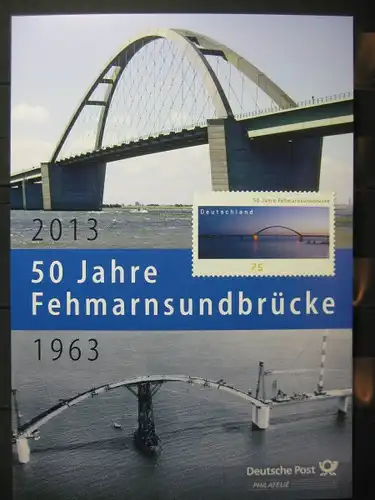 2013
50 Jahre Fehmarnsundbrücke
Deutschland
75
50 Jahre
Fehmarnsundbrücke
1963
Deutsche Post
PHILATELIE